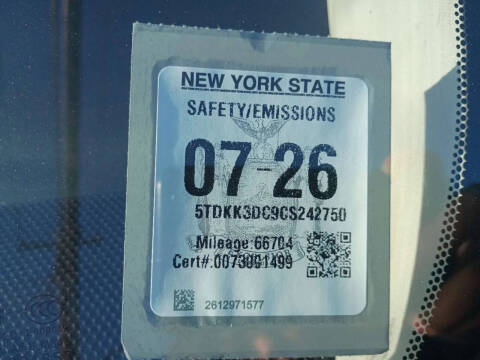 NEW YORK STATE
SAFETY/EMISSIONS
07-26
5TDKK3DC9CS242750
Mileage:66704
Cert#:0073091499
2612971577